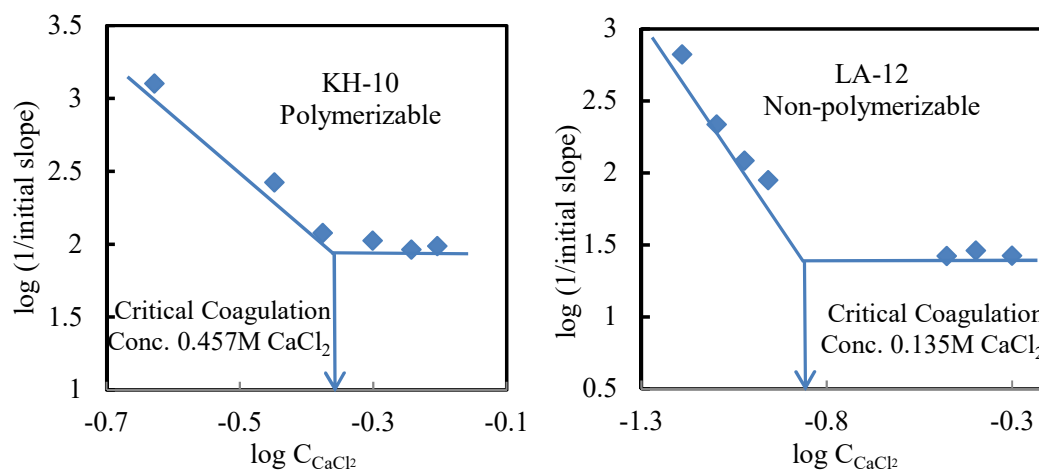 3.5
3
2.5
2
1.5
1
-0.7
-0.5
-0.3
-0.1
log (1/initial slope)
log C_CaCl₂
KH-10
Polymerizable
Critical Coagulation
Conc. 0.457M CaCl₂
3
2.5
2
1.5
1
0.5
-1.3
-0.8
-0.3
log (1/initial slope)
log C_CaCl₂
LA-12
Non-polymerizable
Critical Coagulation
Conc. 0.135M CaCl₂